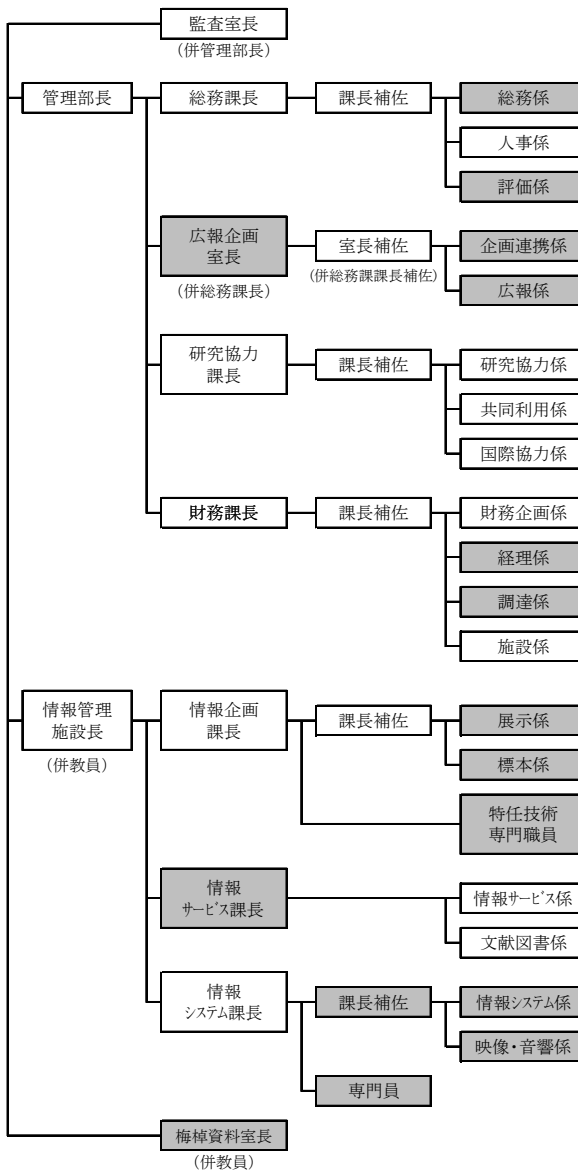 監査室長
(併管理部長)
管理部長
総務課長
課長補佐
総務係
人事係
評価係
広報企画
室長
(併総務課長)
室長補佐
(併総務課課長補佐)
企画連携係
広報係
研究協力
課長
課長補佐
研究協力係
共同利用係
国際協力係
財務課長
課長補佐
財務企画係
経理係
調達係
施設係
情報管理
施設長
(併教員)
情報企画
課長
課長補佐
展示係
標本係
特任技術
専門職員
情報
サービス課長
情報サービス係
文献図書係
情報
システム課長
課長補佐
情報システム係
映像・音響係
専門員
梅棹資料室長
(併教員)